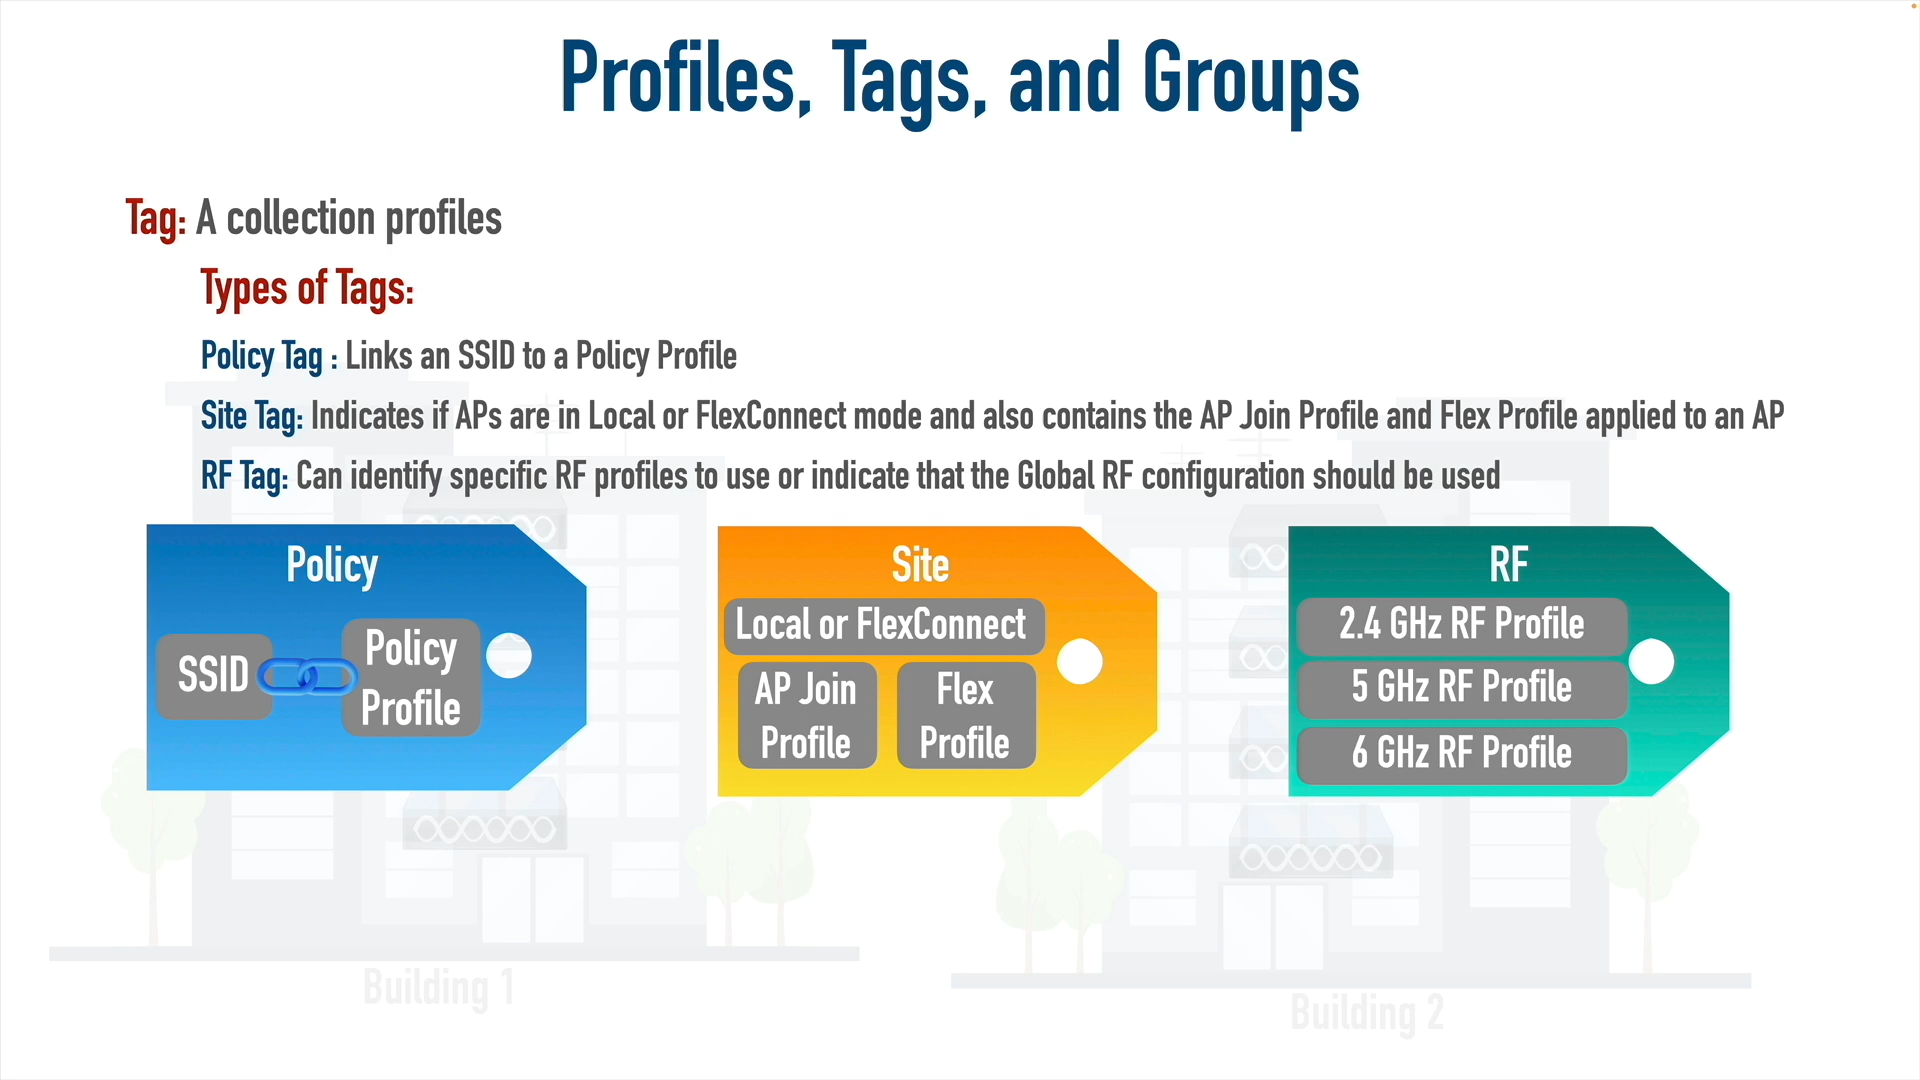 Profiles, Tags, and Groups
Tag: A collection profiles
Types of Tags:
Policy Tag : Links an SSID to a Policy Profile
Site Tag: Indicates if APs are in Local or FlexConnect mode and also contains the AP Join Profile and Flex Profile applied to an AP
RF Tag: Can identify specific RF profiles to use or indicate that the Global RF configuration should be used
Policy
SSID
Policy
Profile
Site
Local or FlexConnect
AP Join
Profile
Flex
Profile
RF
2.4 GHz RF Profile
5 GHz RF Profile
6 GHz RF Profile
Building 1
Building 2